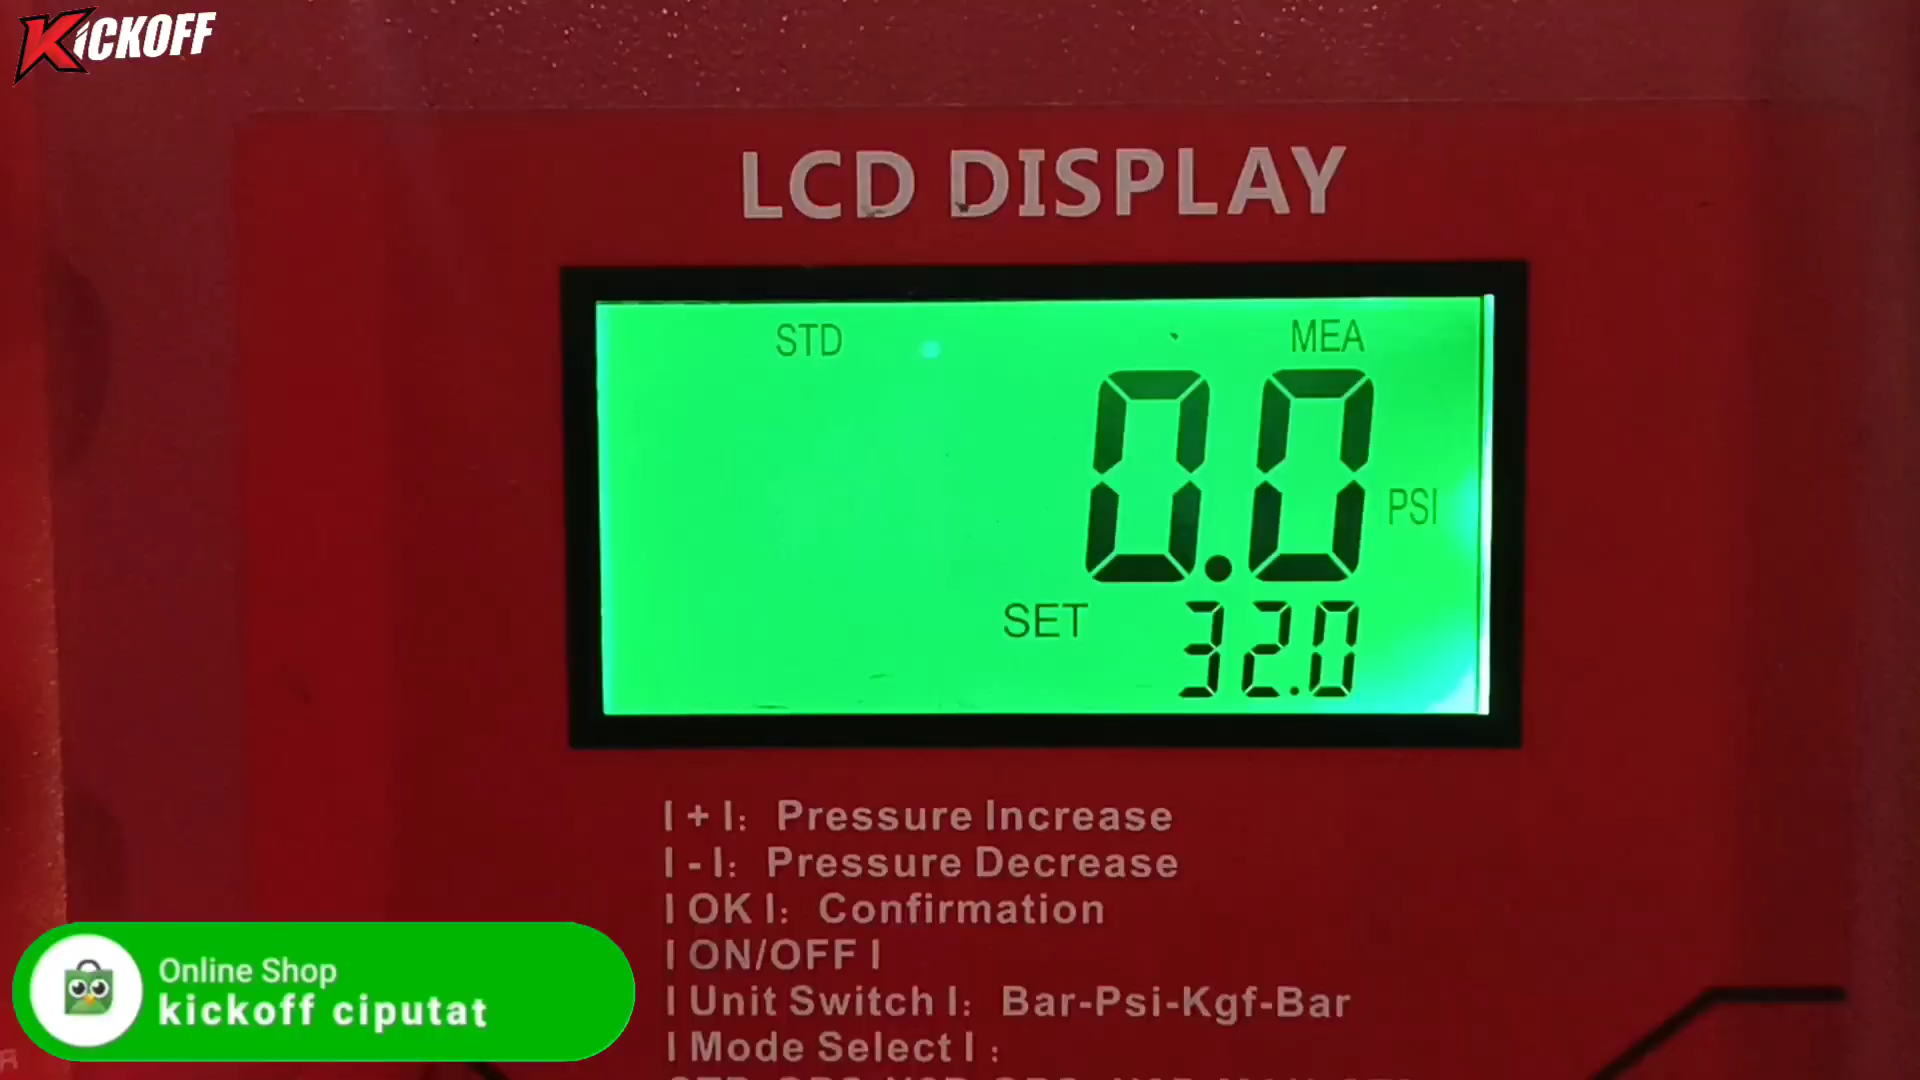 KICKOFF
LCD DISPLAY
STD MEA
0.0 PSI
SET 32.0
I + I: Pressure Increase
I - I: Pressure Decrease
I OK I: Confirmation
I ON/OFF I
I Unit Switch I: Bar-Psi-Kgf-Bar
I Mode Select I :
Online Shop
kickoff ciputat